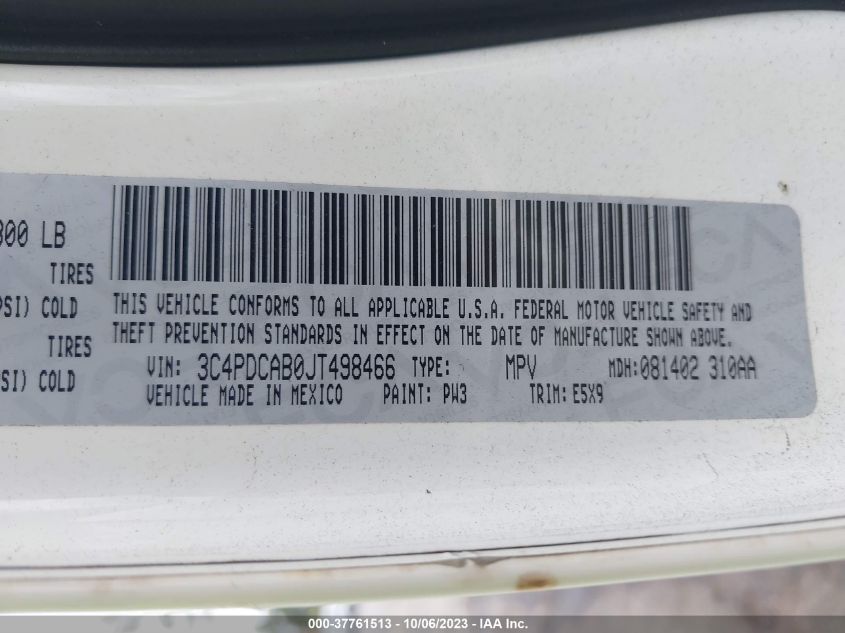 300 LB
TIRES
PSI) COLD
TIRES
SI) COLD
THIS VEHICLE CONFORMS TO ALL APPLICABLE U.S.A. FEDERAL MOTOR VEHICLE SAFETY AND
THEFT PREVENTION STANDARDS IN EFFECT ON THE DATE OF MANUFACTURE SHOWN ABOVE.
VIN: 3C4PDCAB0JT498466 TYPE: MPV MDH:081402 310AA
VEHICLE MADE IN MEXICO PAINT: PW3 TRIM: E5X9
000-37761513 - 10/06/2023 - IAA Inc.